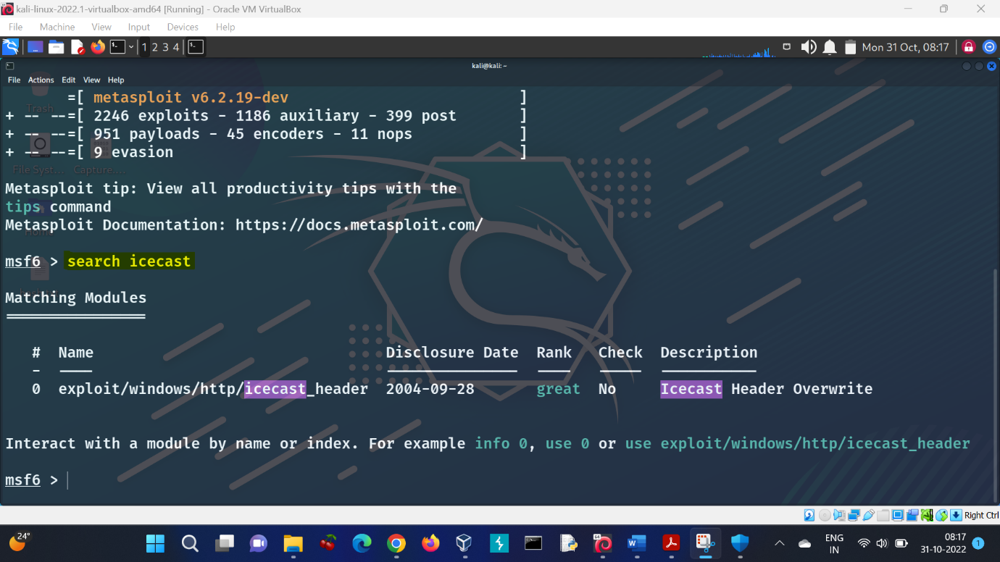 kali-linux-2022.1-virtualbox-amd64 [Running] - Oracle VM VirtualBox
File Machine View Input Devices Help
1 2 3 4
Mon 31 Oct, 08:17
kali@kali: ~
File Actions Edit View Help
=[ metasploit v6.2.19-dev ]
+ -- --=[ 2246 exploits - 1186 auxiliary - 399 post ]
+ -- --=[ 951 payloads - 45 encoders - 11 nops ]
+ -- --=[ 9 evasion ]
Trash
File Syst... Capture....
Metasploit tip: View all productivity tips with the
tips command
Metasploit Documentation: https://docs.metasploit.com/
Home
msf6 > search icecast
Matching Modules
# Name Disclosure Date Rank Check Description
- ---- --------------- ---- ----- -----------
0 exploit/windows/http/icecast_header 2004-09-28 great No Icecast Header Overwrite
Interact with a module by name or index. For example info 0, use 0 or use exploit/windows/http/icecast_header
msf6 >
Right Ctrl
24°
ENG
IN
08:17
31-10-2022
1